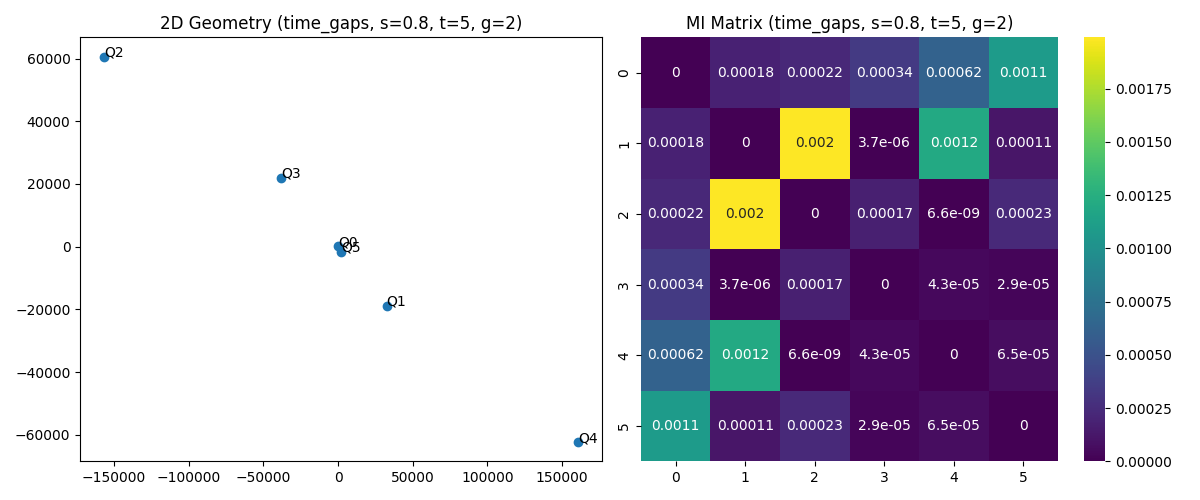 2D Geometry (time_gaps, s=0.8, t=5, g=2)
60000
40000
20000
0
−20000
−40000
−60000
−150000 −100000 −50000 0 50000 100000 150000
Q2
Q3
Q0
Q5
Q1
Q4
MI Matrix (time_gaps, s=0.8, t=5, g=2)
0 0 0.00018 0.00022 0.00034 0.00062 0.0011
1 0.00018 0 0.002 3.7e-06 0.0012 0.00011
2 0.00022 0.002 0 0.00017 6.6e-09 0.00023
3 0.00034 3.7e-06 0.00017 0 4.3e-05 2.9e-05
4 0.00062 0.0012 6.6e-09 4.3e-05 0 6.5e-05
5 0.0011 0.00011 0.00023 2.9e-05 6.5e-05 0
0 1 2 3 4 5
0.00175
0.00150
0.00125
0.00100
0.00075
0.00050
0.00025
0.00000